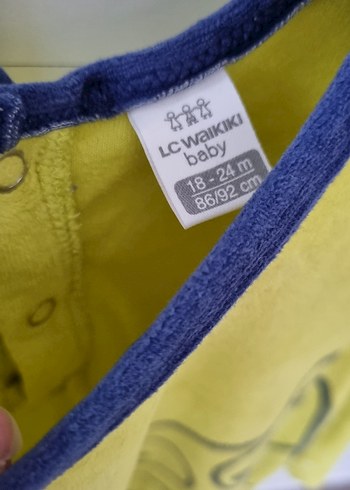 LC WAIKIKI
baby
18 - 24 m
86/92 cm